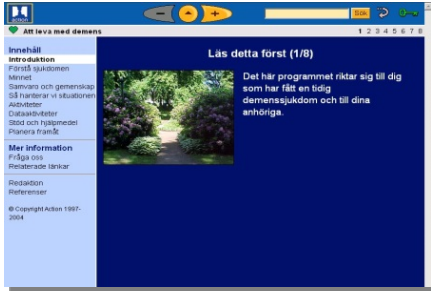 action
Sök
Att leva med demens
1 2 3 4 5 6 7 8
Innehåll
Introduktion
Förstå sjukdomen
Minnet
Samvaro och gemenskap
Så hanterar vi situationen
Aktiviteter
Dataaktiviteter
Stöd och hjälpmedel
Planera framåt
Mer information
Fråga oss
Relaterade länkar
Redaktion
Referenser
© Copyright Action 1997-
2004
Läs detta först (1/8)
Det här programmet riktar sig till dig
som har fått en tidig
demenssjukdom och till dina
anhöriga.